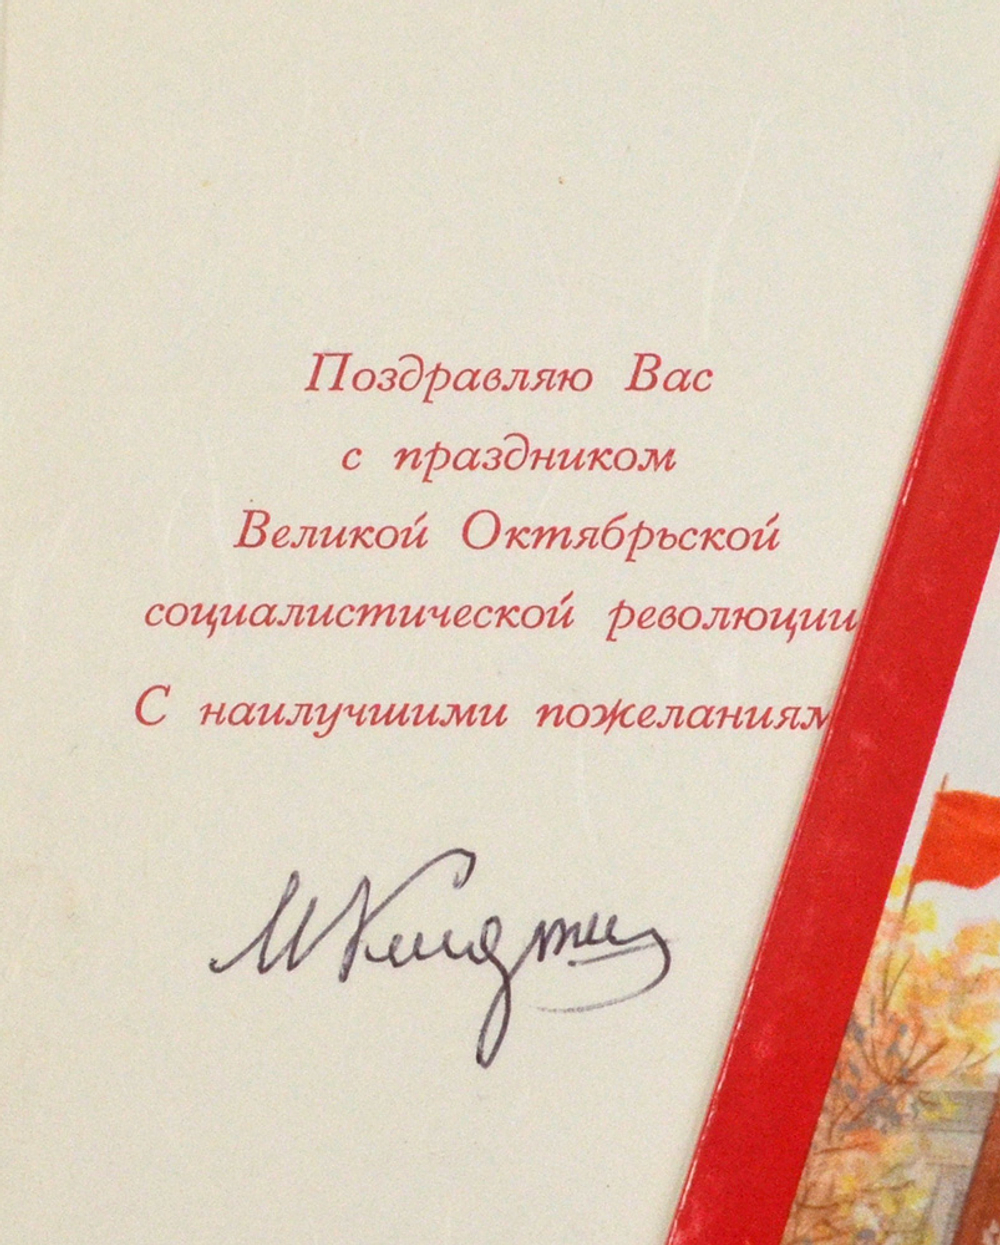 Поздравляю Вас
с праздником
Великой Октябрьской
социалистической революции
С наилучшими пожеланиям